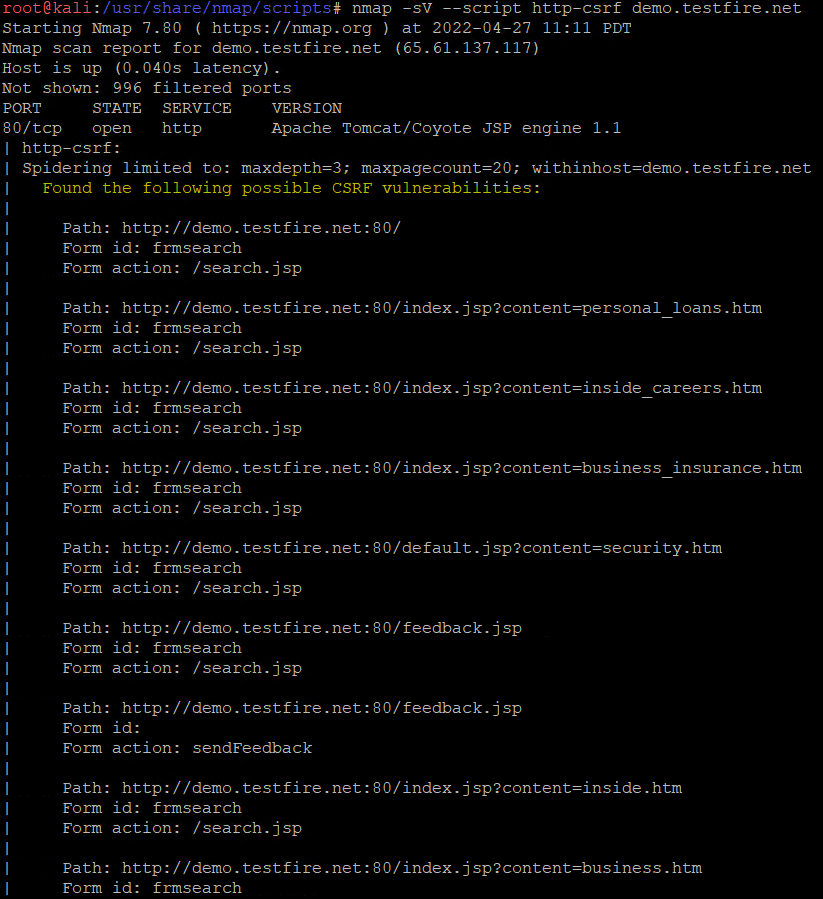 root@kali:/usr/share/nmap/scripts# nmap -sV --script http-csrf demo.testfire.net
Starting Nmap 7.80 ( https://nmap.org ) at 2022-04-27 11:11 PDT
Nmap scan report for demo.testfire.net (65.61.137.117)
Host is up (0.040s latency).
Not shown: 996 filtered ports
PORT     STATE  SERVICE    VERSION
80/tcp   open   http       Apache Tomcat/Coyote JSP engine 1.1
| http-csrf:
| Spidering limited to: maxdepth=3; maxpagecount=20; withinhost=demo.testfire.net
|   Found the following possible CSRF vulnerabilities:
|
|     Path: http://demo.testfire.net:80/
|     Form id: frmsearch
|     Form action: /search.jsp
|
|     Path: http://demo.testfire.net:80/index.jsp?content=personal_loans.htm
|     Form id: frmsearch
|     Form action: /search.jsp
|
|     Path: http://demo.testfire.net:80/index.jsp?content=inside_careers.htm
|     Form id: frmsearch
|     Form action: /search.jsp
|
|     Path: http://demo.testfire.net:80/index.jsp?content=business_insurance.htm
|     Form id: frmsearch
|     Form action: /search.jsp
|
|     Path: http://demo.testfire.net:80/default.jsp?content=security.htm
|     Form id: frmsearch
|     Form action: /search.jsp
|
|     Path: http://demo.testfire.net:80/feedback.jsp
|     Form id: frmsearch
|     Form action: /search.jsp
|
|     Path: http://demo.testfire.net:80/feedback.jsp
|     Form id:
|     Form action: sendFeedback
|
|     Path: http://demo.testfire.net:80/index.jsp?content=inside.htm
|     Form id: frmsearch
|     Form action: /search.jsp
|
|     Path: http://demo.testfire.net:80/index.jsp?content=business.htm
|     Form id: frmsearch